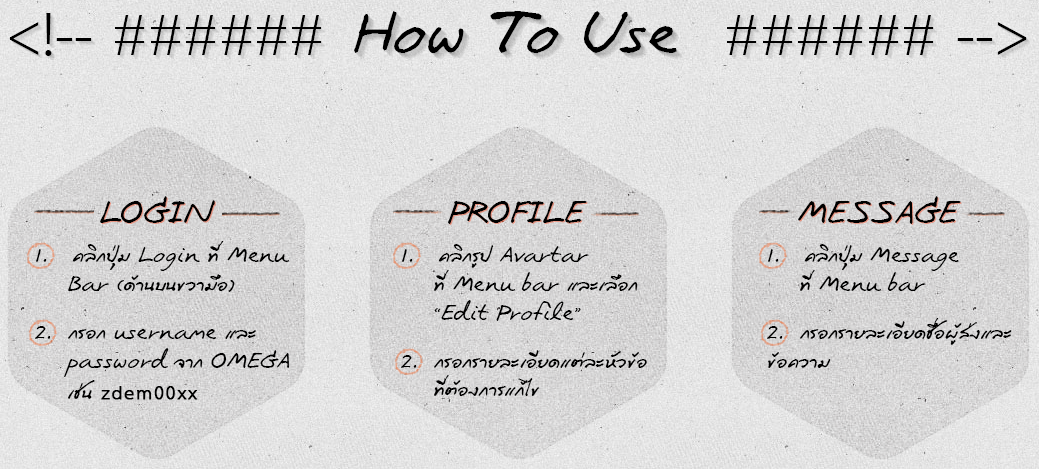 <!-- ###### How To Use ###### -->
LOGIN
1. คลิกปุ่ม Login ที่ Menu
Bar (ด้านบนขวามือ)
2. กรอก username และ
password จาก OMEGA
เช่น zdem00xx
PROFILE
1. คลิกรูป Avartar
ที่ Menu bar และเลือก
“Edit Profile”
2. กรอกรายละเอียดแต่ละหัวข้อ
ที่ต้องการแก้ไข
MESSAGE
1. คลิกปุ่ม Message
ที่ Menu bar
2. กรอกรายละเอียดชื่อผู้ส่งและ
ข้อความ